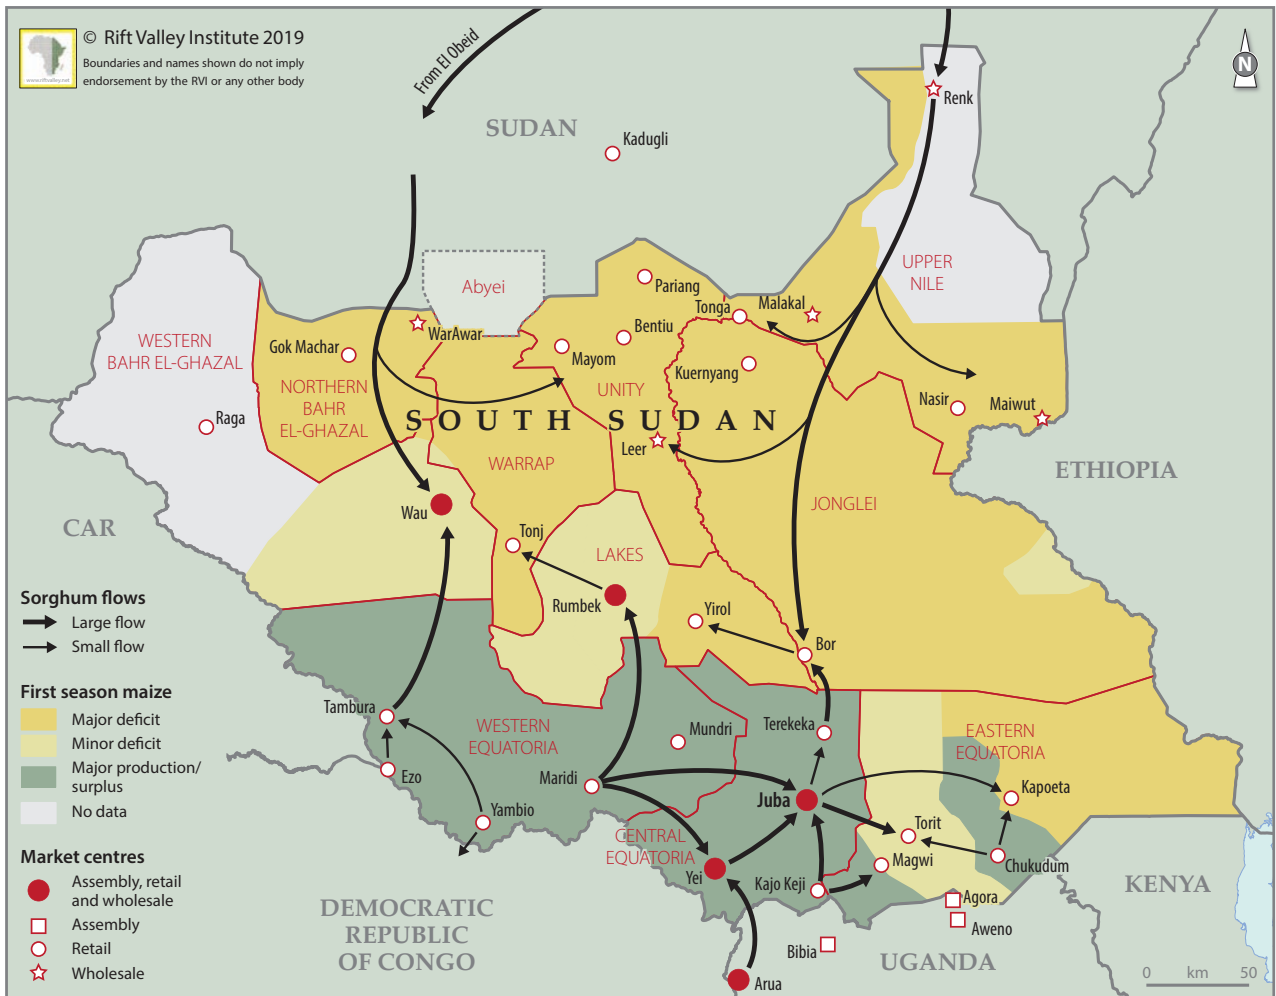 © Rift Valley Institute 2019
Boundaries and names shown do not imply
endorsement by the RVI or any other body
www.riftvalley.net
From El Obeid
N
SUDAN
Kadugli
Renk
UPPER
NILE
Abyei
Pariang
Tonga
Malakal
WarAwar
Bentiu
Mayom
Kuernyang
WESTERN
BAHR EL-GHAZAL
Gok Machar
NORTHERN
BAHR
EL-GHAZAL
UNITY
Nasir
Maiwut
Raga
SOUTH SUDAN
Leer
WARRAP
ETHIOPIA
JONGLEI
CAR
Wau
Tonj
LAKES
Rumbek
Yirol
Bor
Sorghum flows
Large flow
Small flow
First season maize
Major deficit
Minor deficit
Major production/
surplus
No data
Market centres
Assembly, retail
and wholesale
Assembly
Retail
Wholesale
Tambura
WESTERN
EQUATORIA
Mundri
Terekeka
EASTERN
EQUATORIA
Ezo
Maridi
Juba
Kapoeta
Yambio
CENTRAL
EQUATORIA
Torit
Magwi
Chukudum
Yei
Kajo Keji
Agora
Aweno
KENYA
DEMOCRATIC
REPUBLIC
OF CONGO
Bibia
UGANDA
Arua
0 km 50